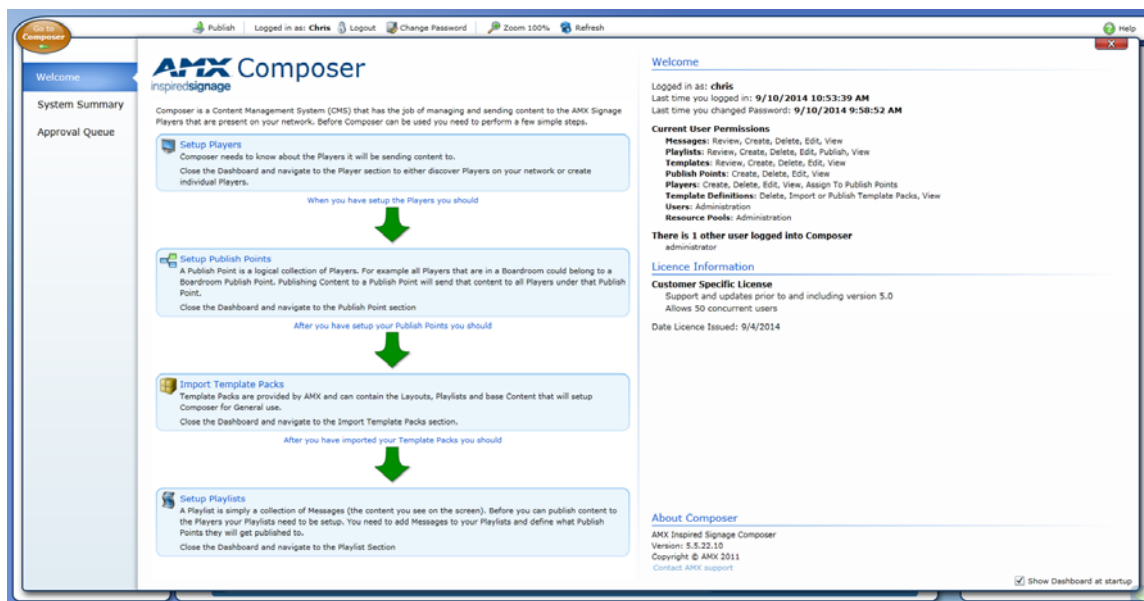 Go to
Composer
Publish
Logged in as: Chris
Logout
Change Password
Zoom 100%
Refresh
Help
X
Welcome
System Summary
Approval Queue
AMX Composer
inspiredsignage
Composer is a Content Management System (CMS) that has the job of managing and sending content to the AMX Signage
Players that are present on your network. Before Composer can be used you need to perform a few simple steps.
Setup Players
Composer needs to know about the Players it will be sending content to.
Close the Dashboard and navigate to the Player section to either discover Players on your network or create
individual Players.
When you have setup the Players you should
Setup Publish Points
A Publish Point is a logical collection of Players. For example all Players that are in a Boardroom could belong to a
Boardroom Publish Point. Publishing Content to a Publish Point will send that content to all Players under that Publish
Point.
Close the Dashboard and navigate to the Publish Point section
After you have setup your Publish Points you should
Import Template Packs
Template Packs are provided by AMX and can contain the Layouts, Playlists and base Content that will setup
Composer for General use.
Close the Dashboard and navigate to the Import Template Packs section.
After you have imported your Template Packs you should
Setup Playlists
A Playlist is simply a collection of Messages (the content you see on the screen). Before you can publish content to
the Players your Playlists need to be setup. You need to add Messages to your Playlists and define what Publish
Points they will get published to.
Close the Dashboard and navigate to the Playlist Section
Welcome
Logged in as: chris
Last time you logged in: 9/10/2014 10:53:39 AM
Last time you changed Password: 9/10/2014 9:58:52 AM
Current User Permissions
Messages: Review, Create, Delete, Edit, View
Playlists: Review, Create, Delete, Edit, Publish, View
Templates: Review, Create, Delete, Edit, View
Publish Points: Create, Delete, Edit, View
Players: Create, Delete, Edit, View, Assign To Publish Points
Template Definitions: Delete, Import or Publish Template Packs, View
Users: Administration
Resource Pools: Administration
There is 1 other user logged into Composer
administrator
Licence Information
Customer Specific License
Support and updates prior to and including version 5.0
Allows 50 concurrent users
Date Licence Issued: 9/4/2014
About Composer
AMX Inspired Signage Composer
Version: 5.5.22.10
Copyright © AMX 2011
Contact AMX support
Show Dashboard at startup